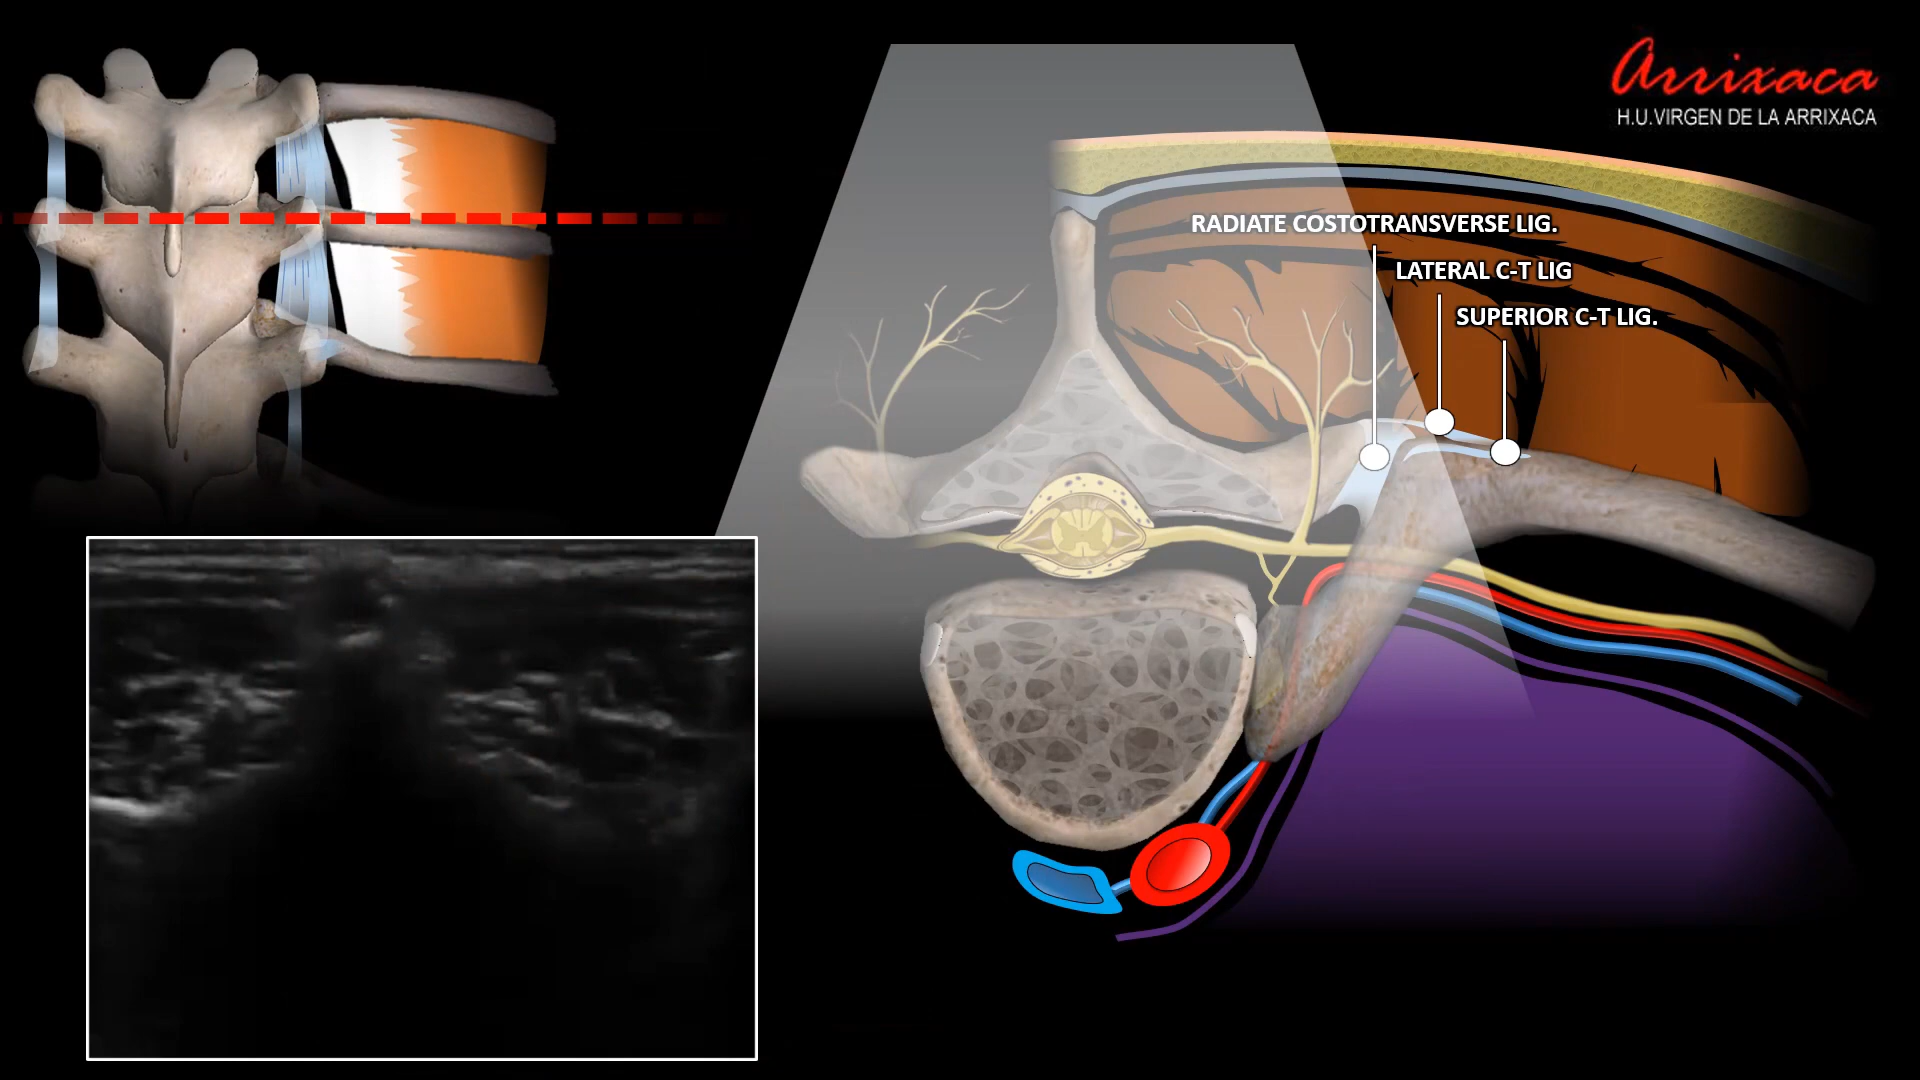 Arrixaca
H.U.VIRGEN DE LA ARRIXACA
RADIATE COSTOTRANSVERSE LIG.
LATERAL C-T LIG
SUPERIOR C-T LIG.